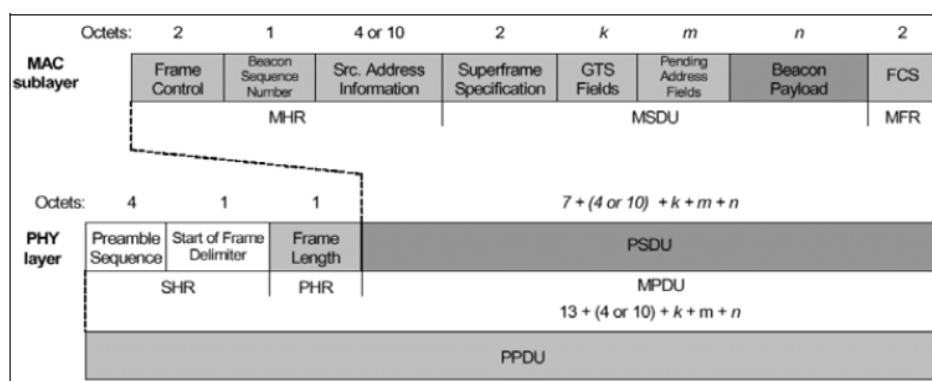 Octets: 2 1 4 or 10 2 k m n 2
MAC sublayer
Frame Control
Beacon Sequence Number
Src. Address Information
Superframe Specification
GTS Fields
Pending Address Fields
Beacon Payload
FCS
MHR MSDU MFR
Octets: 4 1 1 7 + (4 or 10) + k + m + n
PHY layer
Preamble Sequence
Start of Frame Delimiter
Frame Length
PSDU
SHR PHR MPDU
13 + (4 or 10) + k + m + n
PPDU